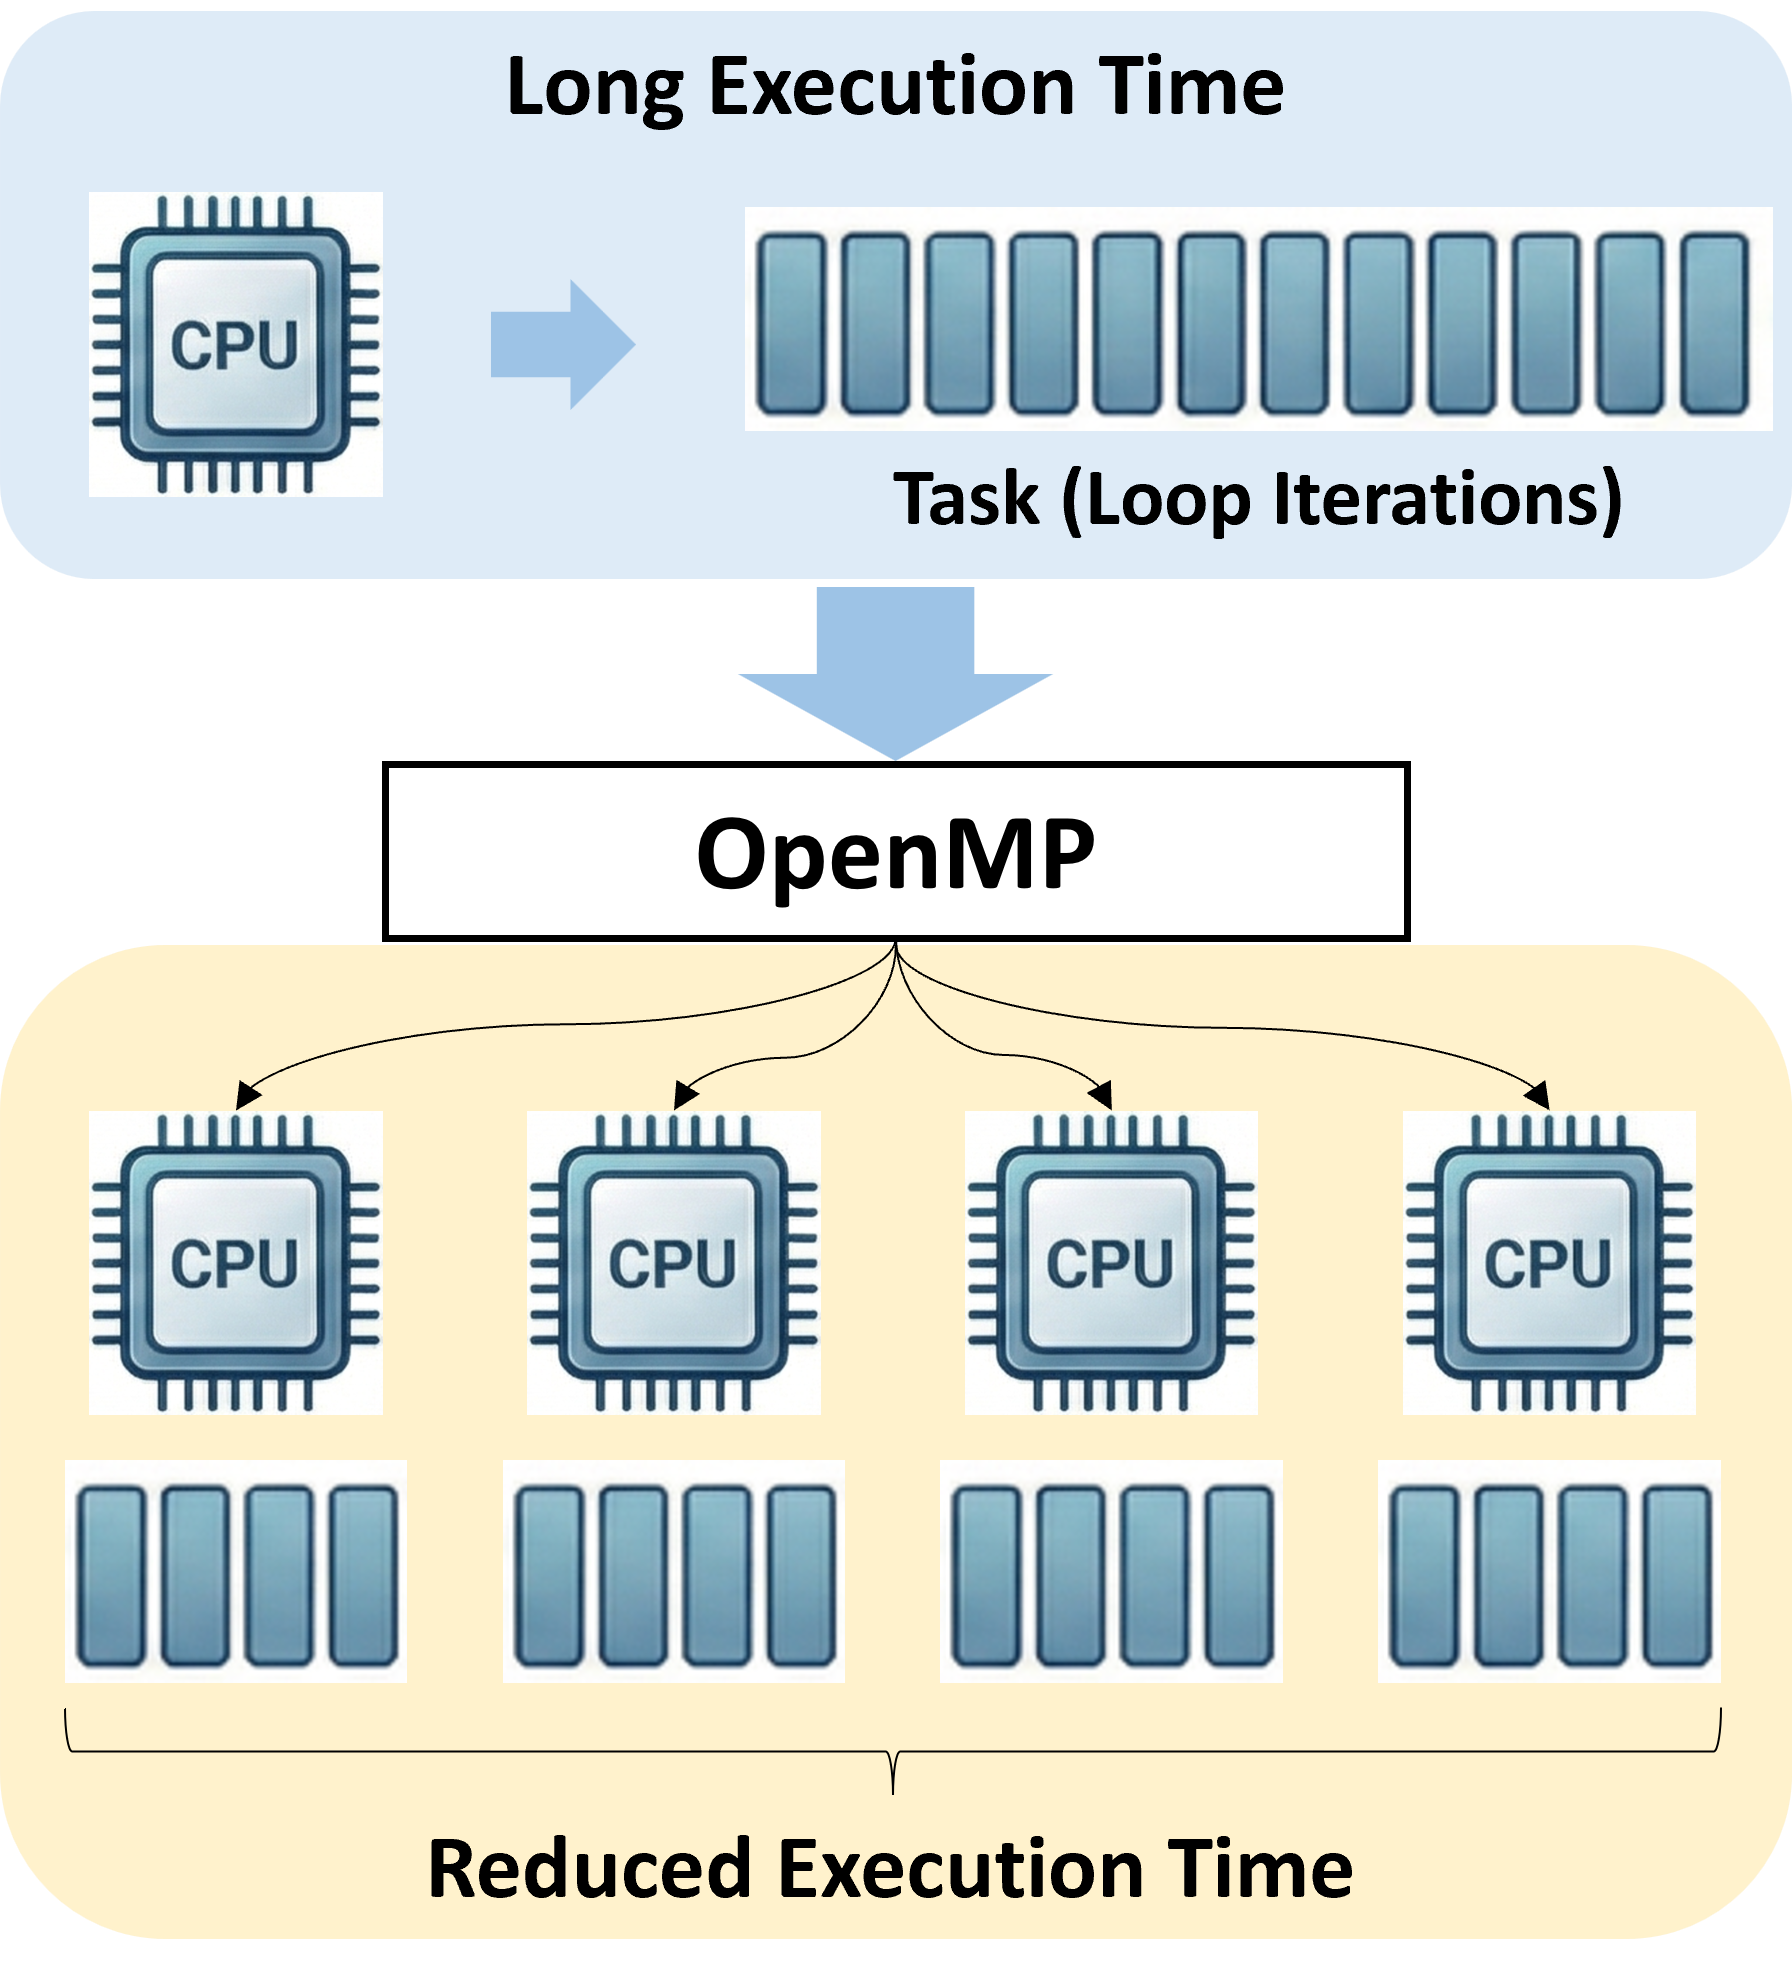 Long Execution Time
CPU
Task (Loop Iterations)
OpenMP
CPU
CPU
CPU
CPU
Reduced Execution Time